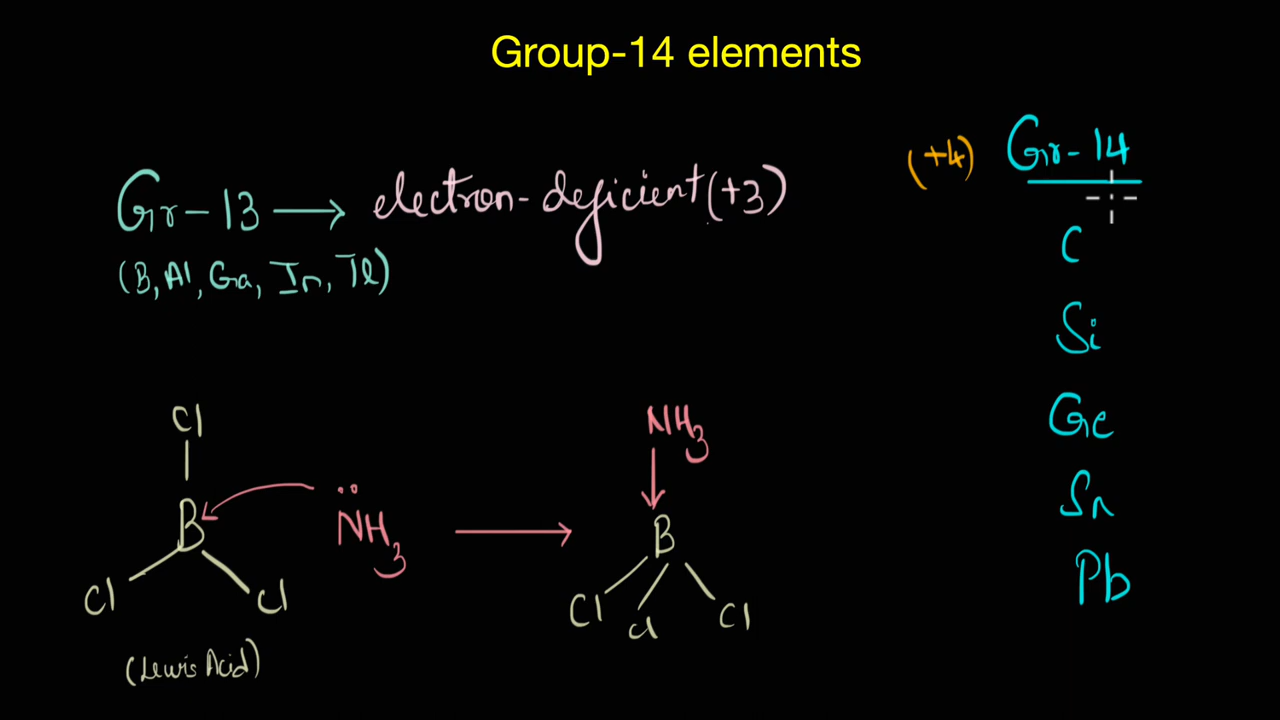 Group-14 elements
Gr-13 → electron-deficient (+3)
(B, Al, Ga, In, Tl)
(+4) Gr-14
C
Si
Ge
Sn
Pb
Cl
B
Cl
Cl
(Lewis Acid)
NH3 →
NH3
B
Cl
Cl
Cl